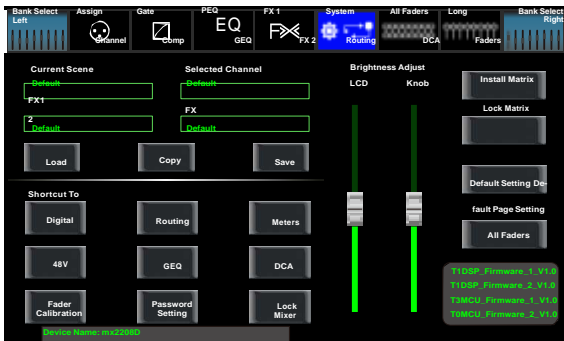 Bank Select Left
Assign Channel
Gate Comp
PEQ EQ GEQ
FX 1 FX FX 2
System Routing
All Faders DCA
Long Faders
Bank Select Right
Current Scene
Default
Selected Channel
Default
FX1
Default
FX
2
Default
Load
Copy
Save
Shortcut To
Digital
Routing
Meters
48V
GEQ
DCA
Fader
Calibration
Password
Setting
Lock
Mixer
Device Name: mx2208D
Brightness Adjust
LCD
Knob
Install Matrix
Lock Matrix
Default Setting De-
fault Page Setting
All Faders
T1DSP_Firmware_1_V1.0
T1DSP_Firmware_2_V1.0
T3MCU_Firmware_1_V1.0
T0MCU_Firmware_2_V1.0